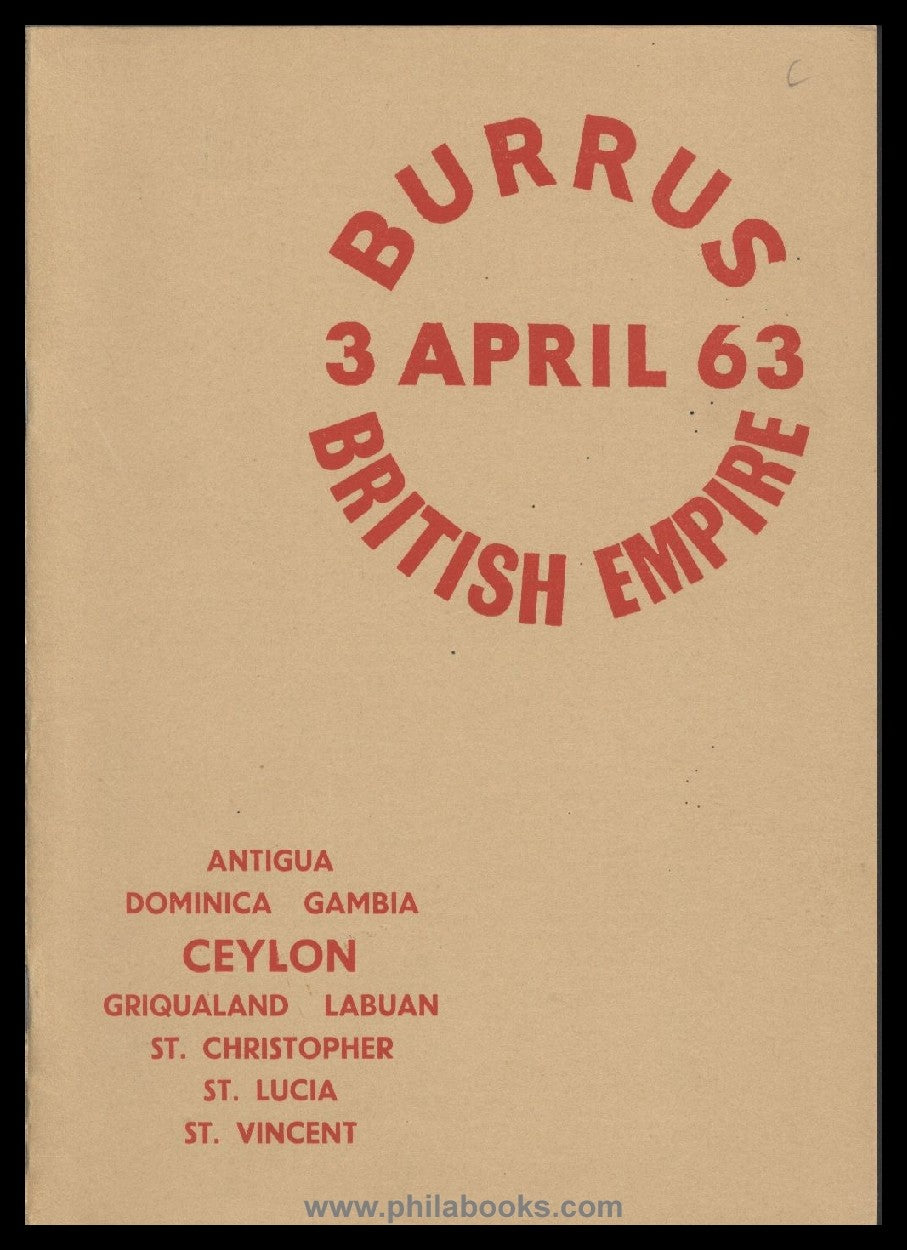 C
BURRUS
3 APRIL 63
BRITISH EMPIRE
ANTIGUA
DOMINICA GAMBIA
CEYLON
GRIQUALAND LABUAN
ST. CHRISTOPHER
ST. LUCIA
ST. VINCENT
www.philabooks.com